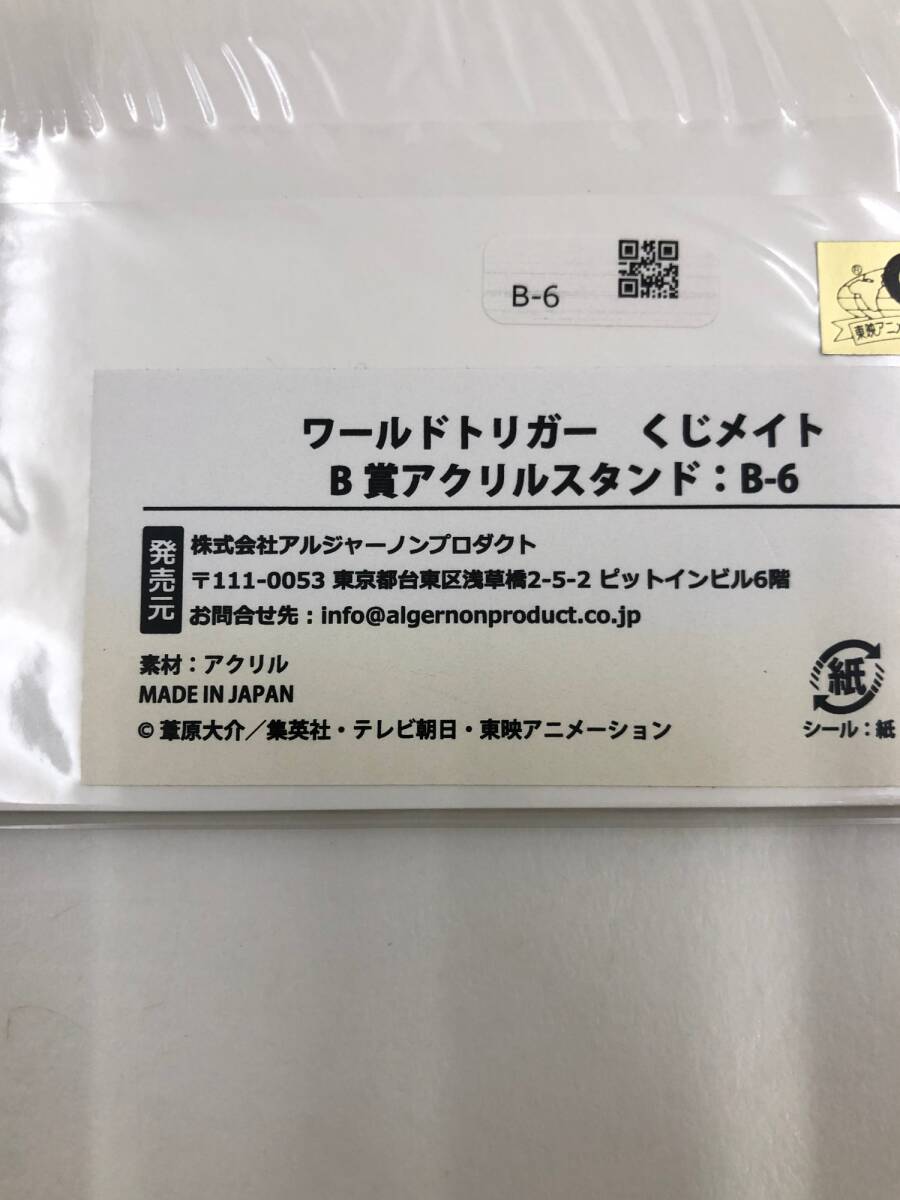 B-6
東映アニ
ワールドトリガー　くじメイト
B 賞アクリルスタンド：B-6
発売元
株式会社アルジャーノンプロダクト
〒111-0053 東京都台東区浅草橋2-5-2 ピットインビル6階
お問合せ先：info@algernonproduct.co.jp
素材：アクリル
MADE IN JAPAN
© 葦原大介／集英社・テレビ朝日・東映アニメーション
紙
シール：紙